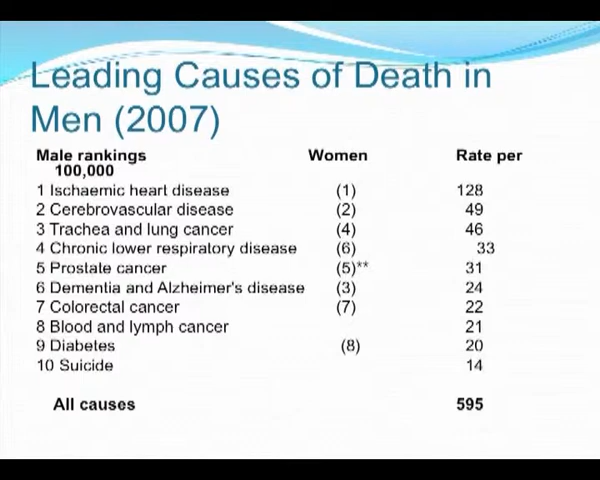 Leading Causes of Death in
Men (2007)
Male rankings Women Rate per
100,000
1 Ischaemic heart disease (1) 128
2 Cerebrovascular disease (2) 49
3 Trachea and lung cancer (4) 46
4 Chronic lower respiratory disease (6) 33
5 Prostate cancer (5)** 31
6 Dementia and Alzheimer's disease (3) 24
7 Colorectal cancer (7) 22
8 Blood and lymph cancer 21
9 Diabetes (8) 20
10 Suicide 14
All causes 595